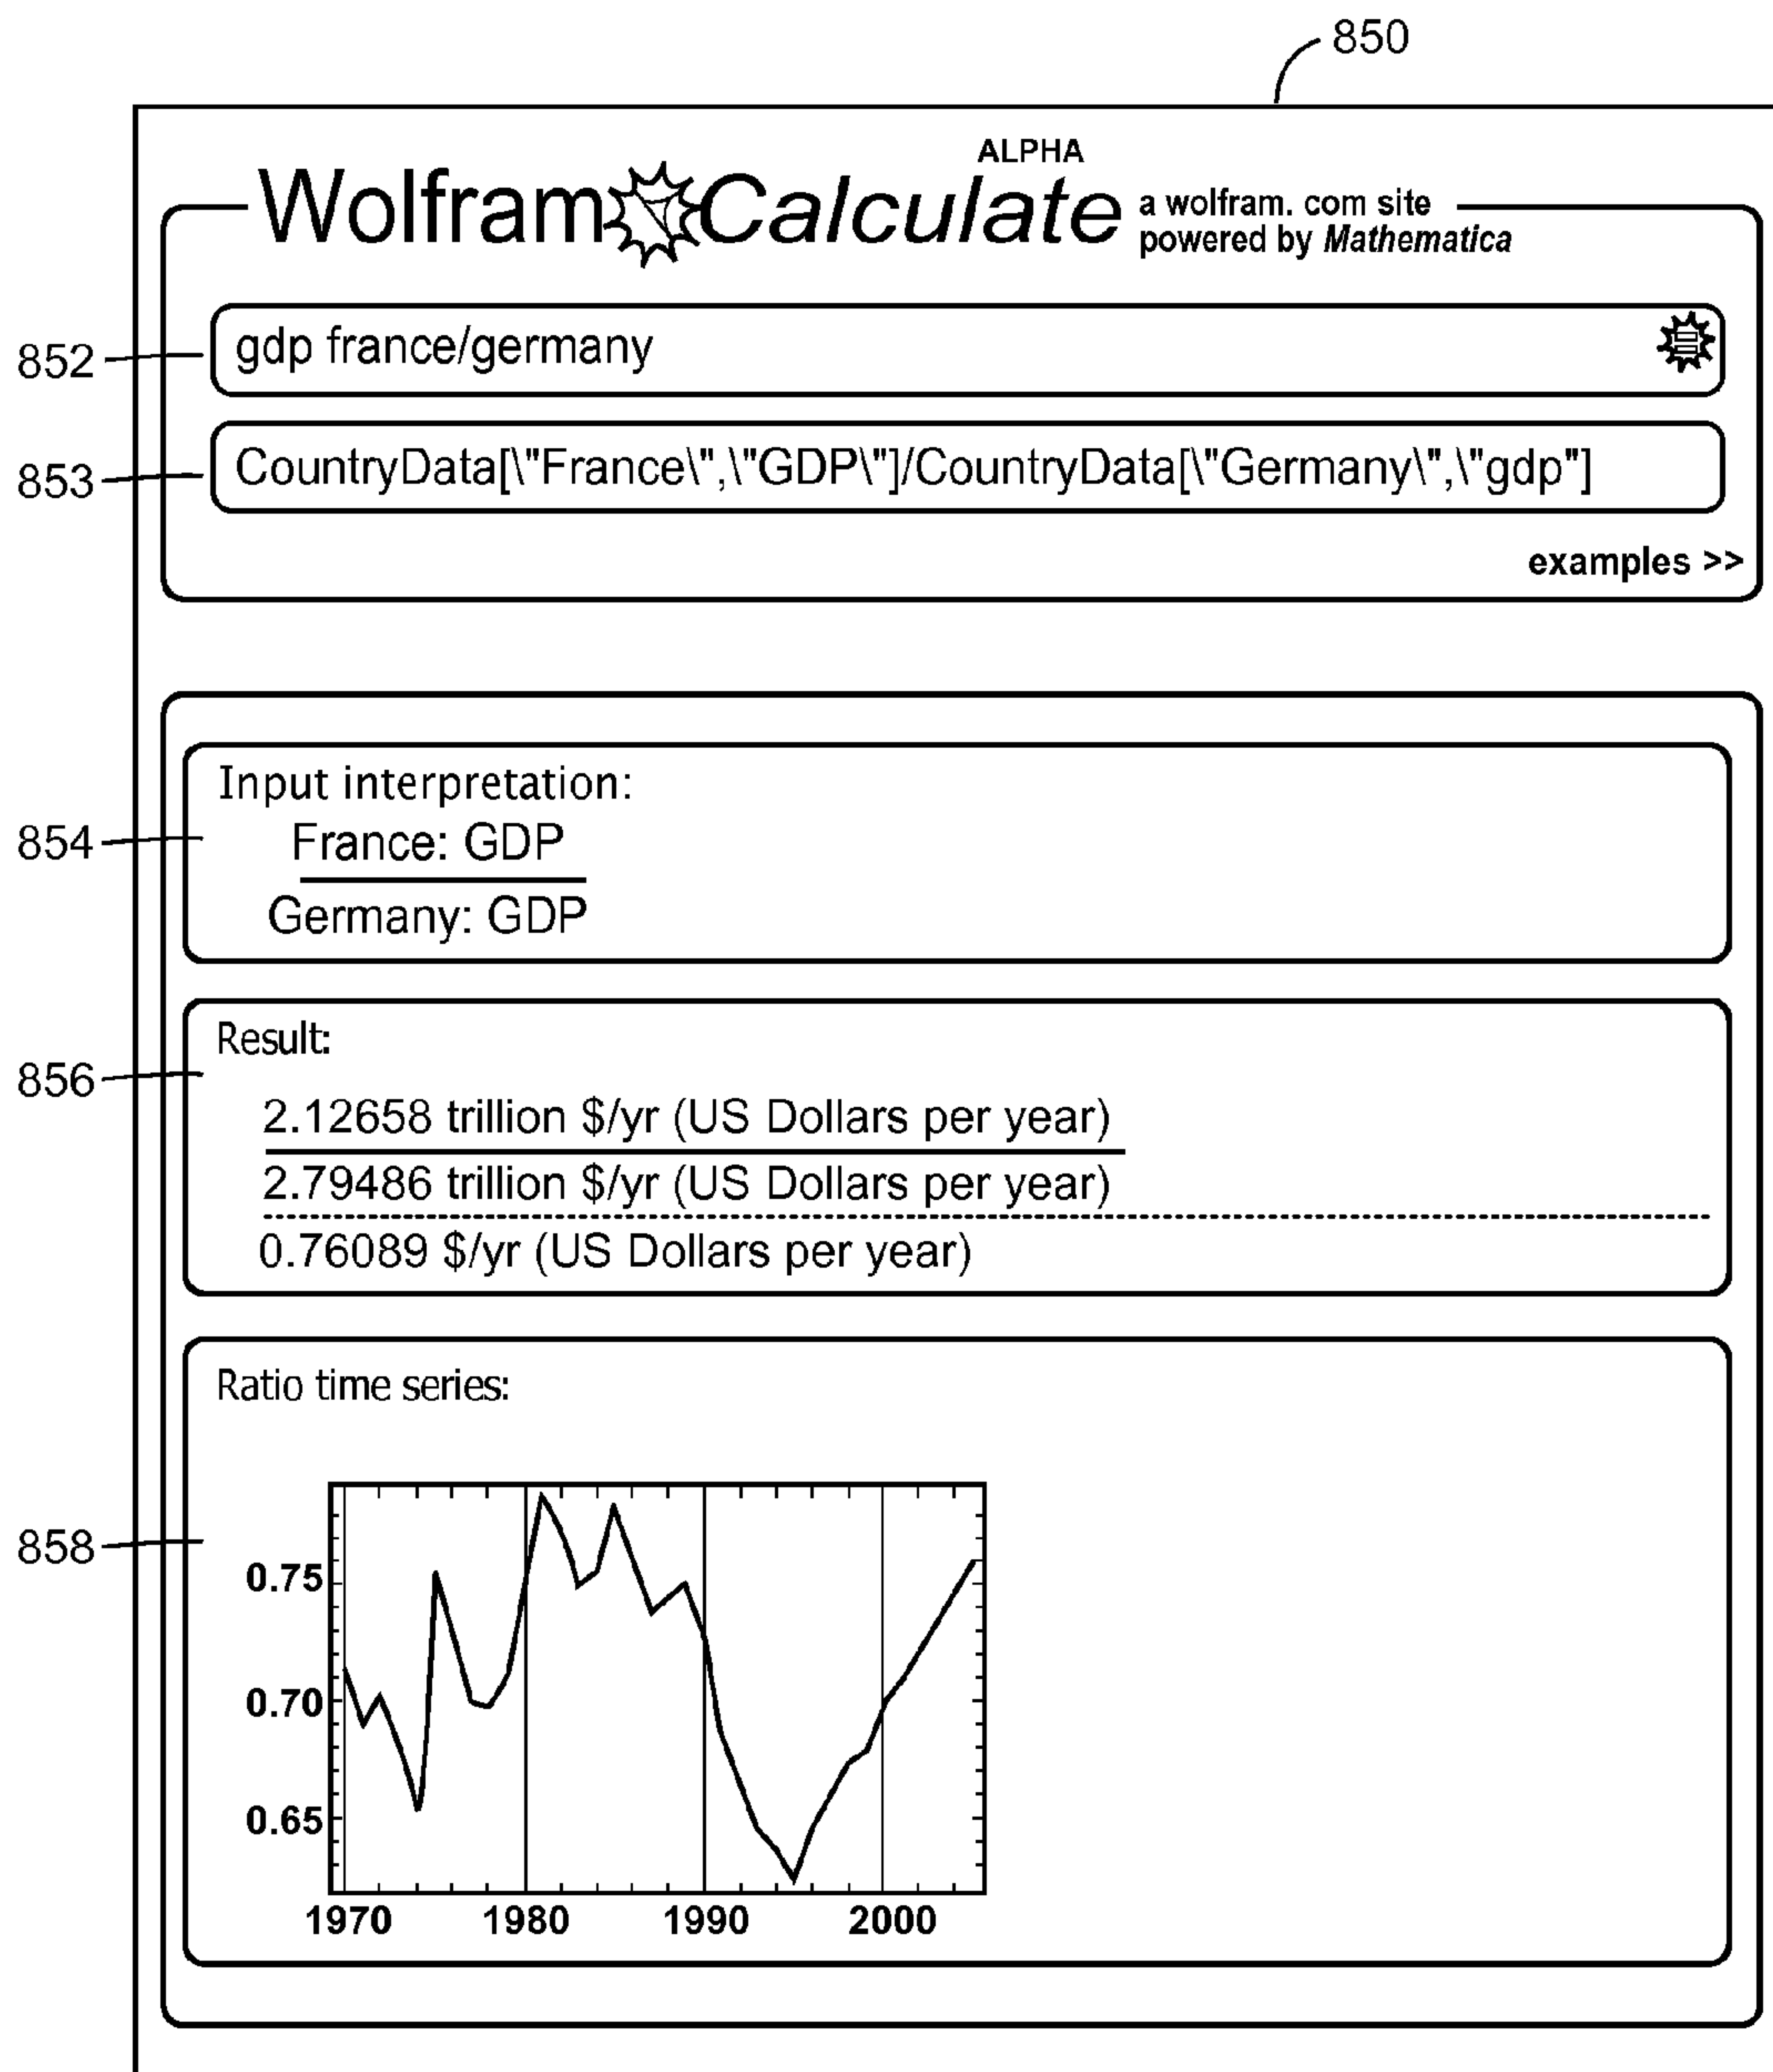 850
ALPHA
Wolfram Calculate a wolfram. com site
powered by Mathematica
852
gdp france/germany
853
CountryData[\"France\",\"GDP\"]/CountryData[\"Germany\",\"gdp"]
examples >>
854
Input interpretation:
France: GDP
Germany: GDP
856
Result:
2.12658 trillion $/yr (US Dollars per year)
2.79486 trillion $/yr (US Dollars per year)
0.76089 $/yr (US Dollars per year)
858
Ratio time series:
0.75
0.70
0.65
1970 1980 1990 2000